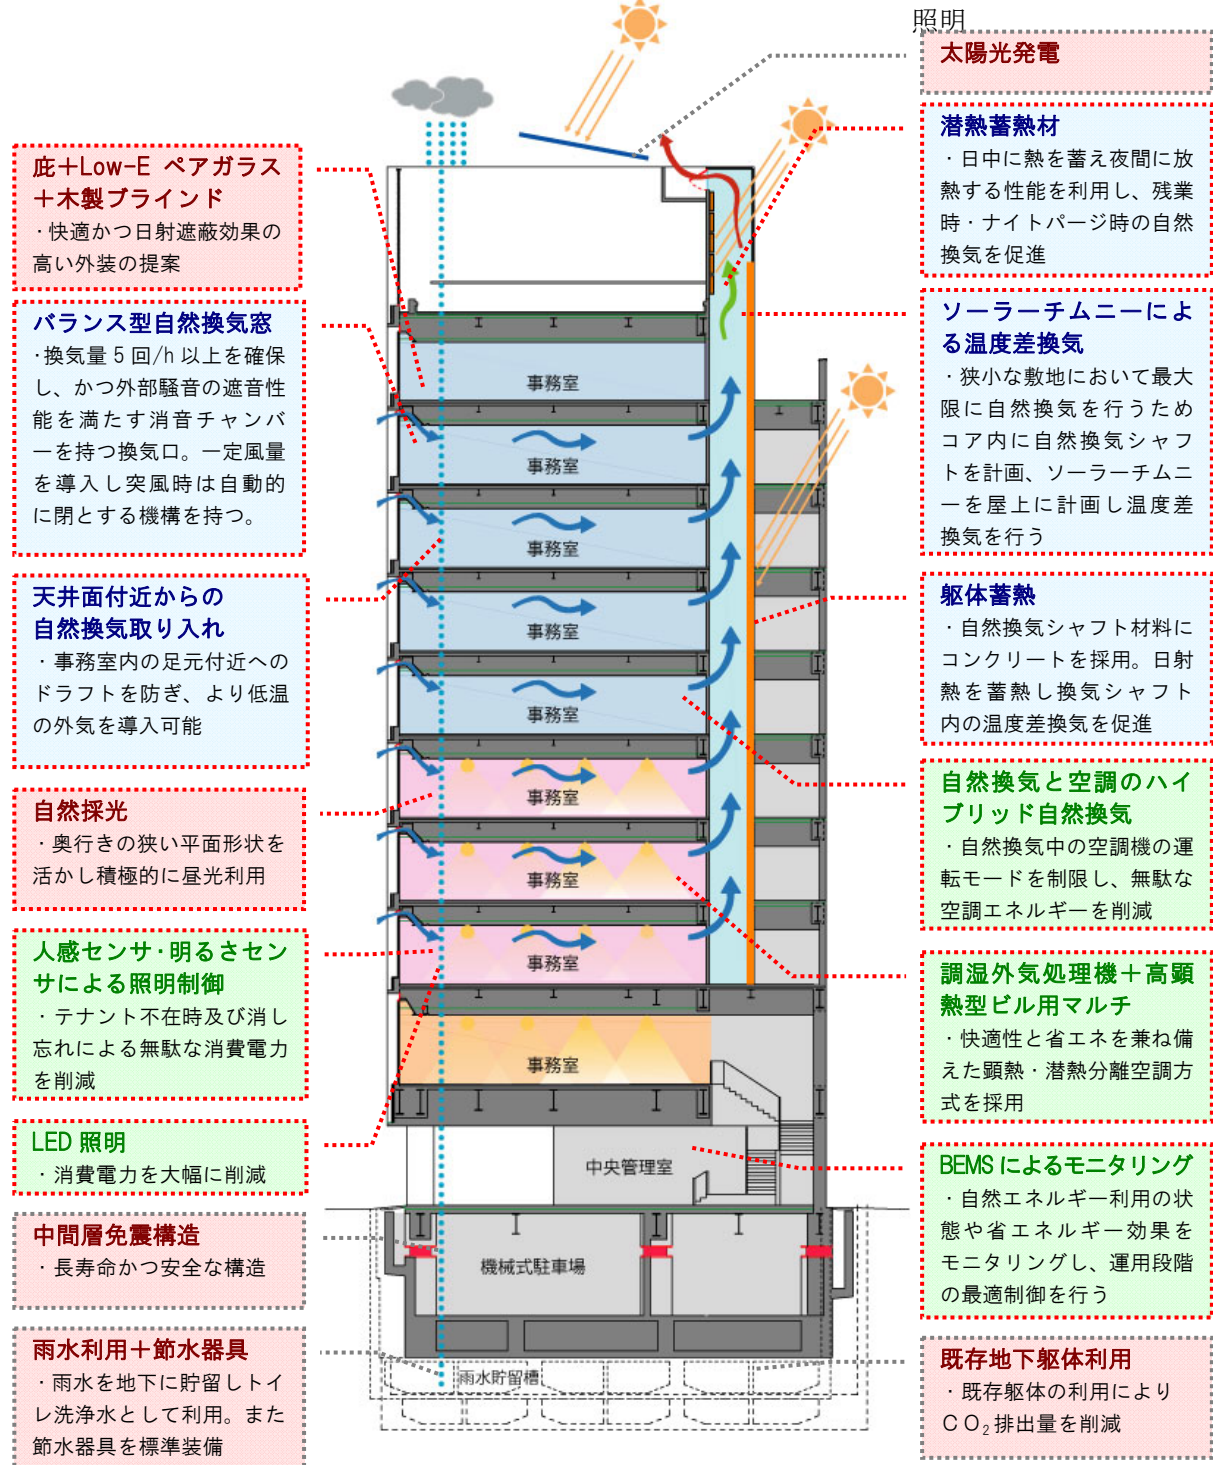 照明
庇＋Low-E ペアガラス
＋木製ブラインド
・快適かつ日射遮蔽効果の
高い外装の提案
バランス型自然換気窓
・換気量 5 回/h 以上を確保
し、かつ外部騒音の遮音性
能を満たす消音チャンバ
ーを持つ換気口。一定風量
を導入し突風時は自動的
に閉とする機構を持つ。
天井面付近からの
自然換気取り入れ
・事務室内の足元付近への
ドラフトを防ぎ、より低温
の外気を導入可能
自然採光
・奥行きの狭い平面形状を
活かし積極的に昼光利用
人感センサ・明るさセン
サによる照明制御
・テナント不在時及び消し
忘れによる無駄な消費電力
を削減
LED 照明
・消費電力を大幅に削減
中間層免震構造
・長寿命かつ安全な構造
雨水利用＋節水器具
・雨水を地下に貯留しトイ
レ洗浄水として利用。また
節水器具を標準装備
事務室
事務室
事務室
事務室
事務室
事務室
事務室
事務室
事務室
中央管理室
機械式駐車場
雨水貯留槽
太陽光発電
潜熱蓄熱材
・日中に熱を蓄え夜間に放
熱する性能を利用し、残業
時・ナイトパージ時の自然
換気を促進
ソーラーチムニーによ
る温度差換気
・狭小な敷地において最大
限に自然換気を行うため
コア内に自然換気シャフ
トを計画、ソーラーチムニ
ーを屋上に計画し温度差
換気を行う
躯体蓄熱
・自然換気シャフト材料に
コンクリートを採用。日射
熱を蓄熱し換気シャフト
内の温度差換気を促進
自然換気と空調のハイ
ブリッド自然換気
・自然換気中の空調機の運
転モードを制限し、無駄な
空調エネルギーを削減
調湿外気処理機＋高顕
熱型ビル用マルチ
・快適性と省エネを兼ね備
えた顕熱・潜熱分離空調方
式を採用
BEMS によるモニタリング
・自然エネルギー利用の状
態や省エネルギー効果を
モニタリングし、運用段階
の最適制御を行う
既存地下躯体利用
・既存躯体の利用により
ＣＯ₂排出量を削減